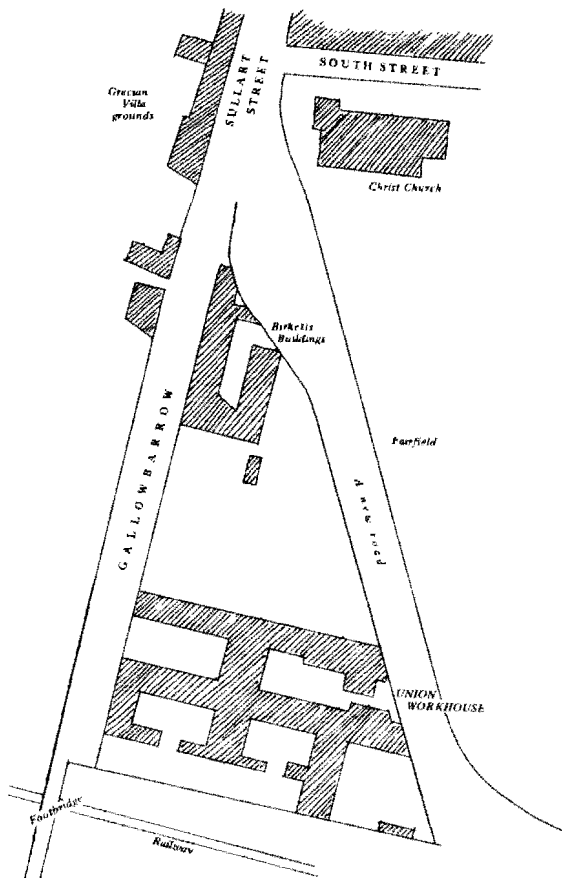 SOUTH STREET
SULLART
STREET
Grecian
Villa
grounds
Christ Church
Birketts
Buildings
Fairfield
GALLOWBARROW
A new road
UNION
WORKHOUSE
Footbridge
Railway